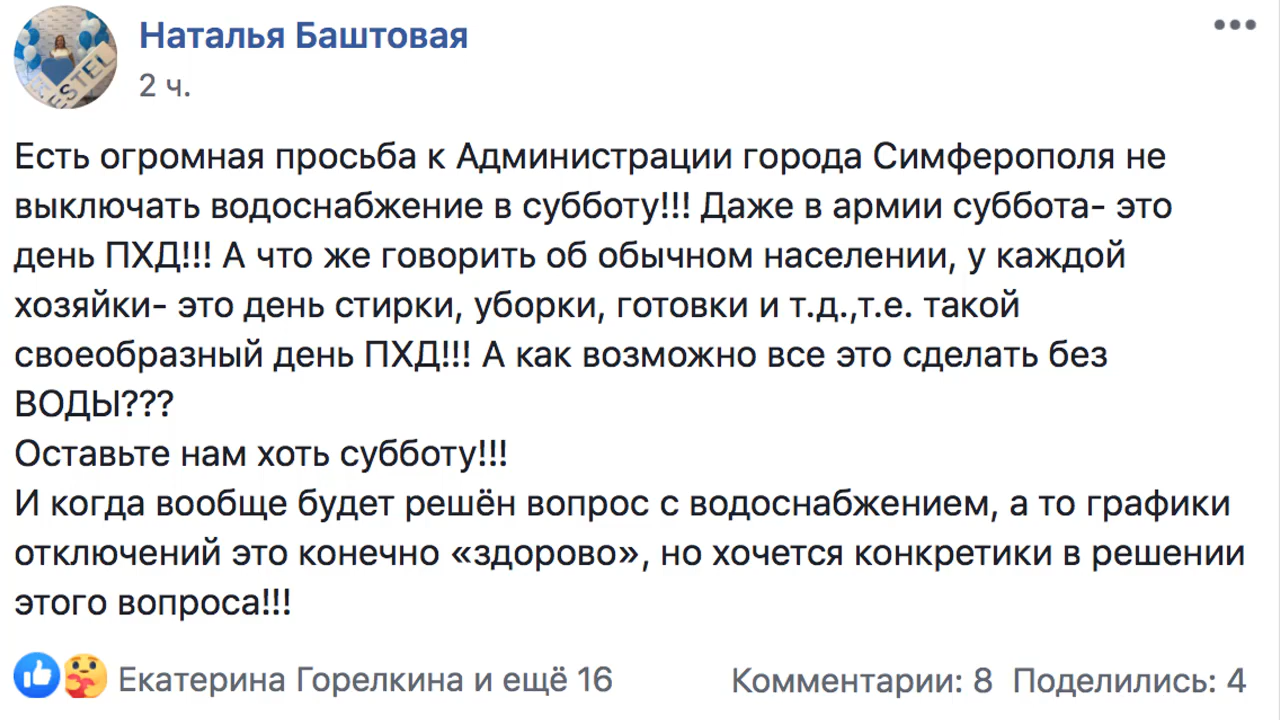 Наталья Баштовая
2 ч.
ESTEL
Есть огромная просьба к Администрации города Симферополя не
выключать водоснабжение в субботу!!! Даже в армии суббота- это
день ПХД!!! А что же говорить об обычном населении, у каждой
хозяйки- это день стирки, уборки, готовки и т.д.,т.е. такой
своеобразный день ПХД!!! А как возможно все это сделать без
ВОДЫ???
Оставьте нам хоть субботу!!!
И когда вообще будет решён вопрос с водоснабжением, а то графики
отключений это конечно «здорово», но хочется конкретики в решении
этого вопроса!!!
Екатерина Горелкина и ещё 16 Комментарии: 8 Поделились: 4